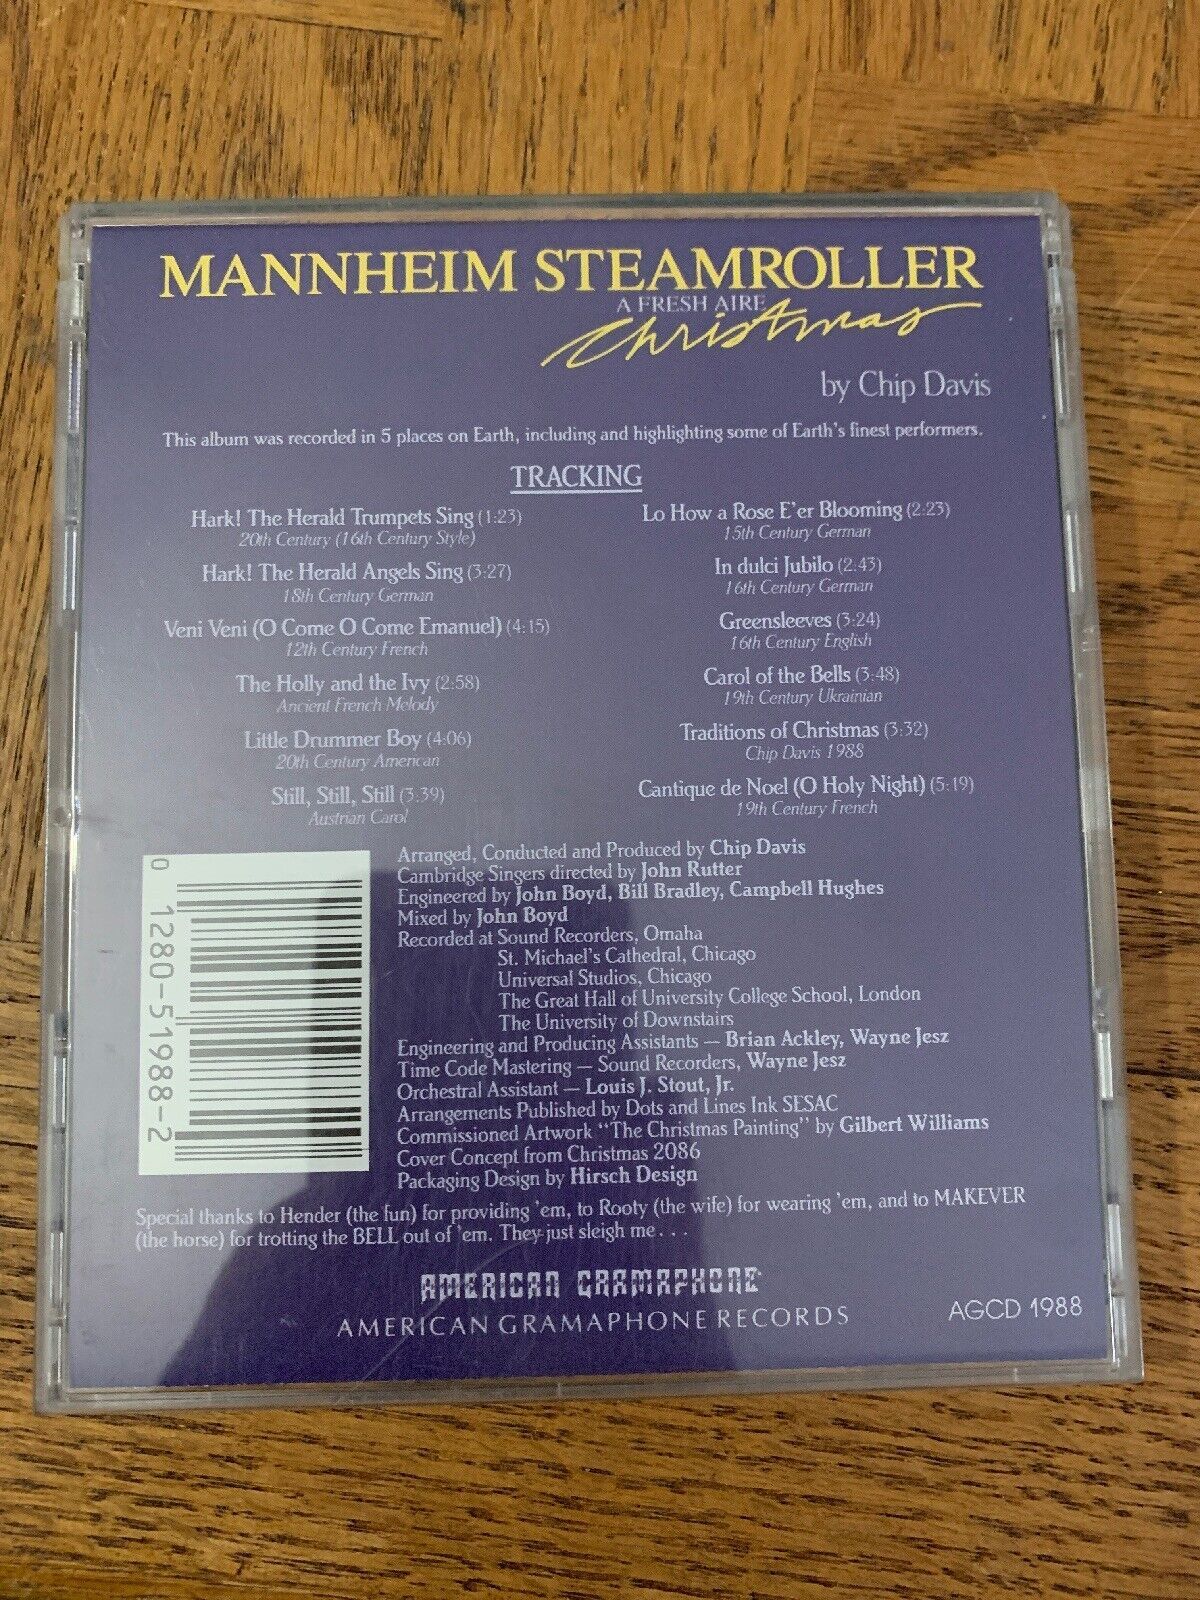 MANNHEIM STEAMROLLER
A FRESH AIRE
Christmas
by Chip Davis
This album was recorded in 5 places on Earth, including and highlighting some of Earth's finest performers.
TRACKING
Hark! The Herald Trumpets Sing (1:23)
20th Century (16th Century Style)
Hark! The Herald Angels Sing (3:27)
18th Century German
Veni Veni (O Come O Come Emanuel) (4:15)
12th Century French
The Holly and the Ivy (2:58)
Ancient French Melody
Little Drummer Boy (4:06)
20th Century American
Still, Still, Still (3:39)
Austrian Carol
Lo How a Rose E'er Blooming (2:23)
15th Century German
In dulci Jubilo (2:43)
16th Century German
Greensleeves (3:24)
16th Century English
Carol of the Bells (3:48)
19th Century Ukrainian
Traditions of Christmas (3:32)
Chip Davis 1988
Cantique de Noel (O Holy Night) (5:19)
19th Century French
0 1280-51988-2
Arranged, Conducted and Produced by Chip Davis
Cambridge Singers directed by John Rutter
Engineered by John Boyd, Bill Bradley, Campbell Hughes
Mixed by John Boyd
Recorded at Sound Recorders, Omaha
St. Michael's Cathedral, Chicago
Universal Studios, Chicago
The Great Hall of University College School, London
The University of Downstairs
Engineering and Producing Assistants — Brian Ackley, Wayne Jesz
Time Code Mastering — Sound Recorders, Wayne Jesz
Orchestral Assistant — Louis J. Stout, Jr.
Arrangements Published by Dots and Lines Ink SESAC
Commissioned Artwork "The Christmas Painting" by Gilbert Williams
Cover Concept from Christmas 2086
Packaging Design by Hirsch Design
Special thanks to Hender (the fun) for providing 'em, to Rooty (the wife) for wearing 'em, and to MAKEVER
(the horse) for trotting the BELL out of 'em. They just sleigh me . . .
AMERICAN GRAMAPHONE
AMERICAN GRAMAPHONE RECORDS
AGCD 1988